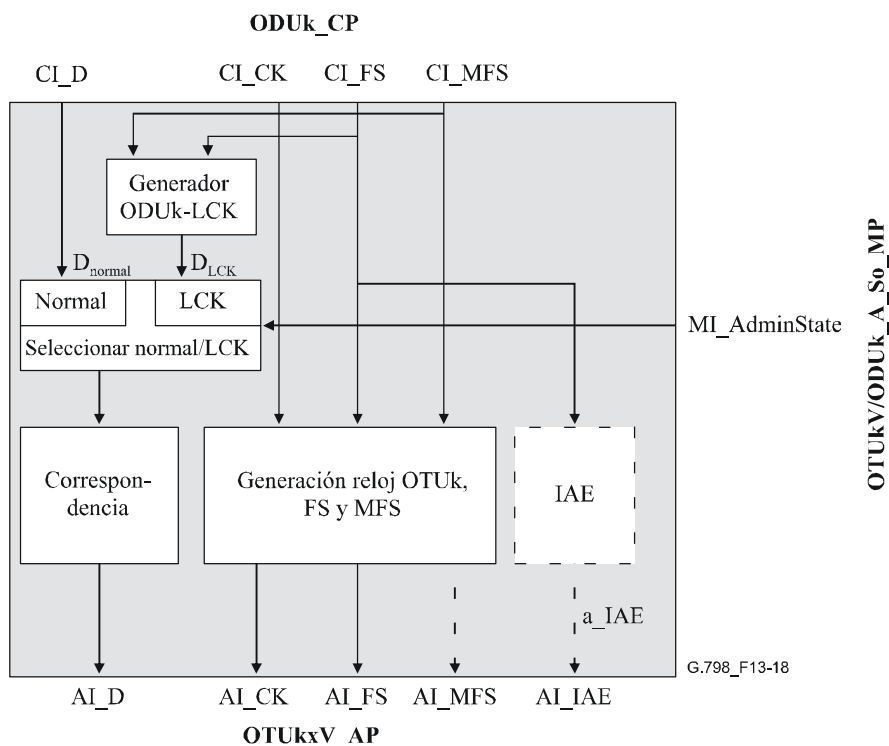 ODUk_CP
CI_D
CI_CK
CI_FS
CI_MFS
Generador
ODUk-LCK
Dnormal
DLCK
Normal
LCK
Seleccionar normal/LCK
MI_AdminState
OTUkV/ODUk_A_So_MP
Correspon-
dencia
Generación reloj OTUk,
FS y MFS
IAE
a_IAE
G.798_F13-18
AI_D
AI_CK
AI_FS
AI_MFS
AI_IAE
OTUkxV_AP